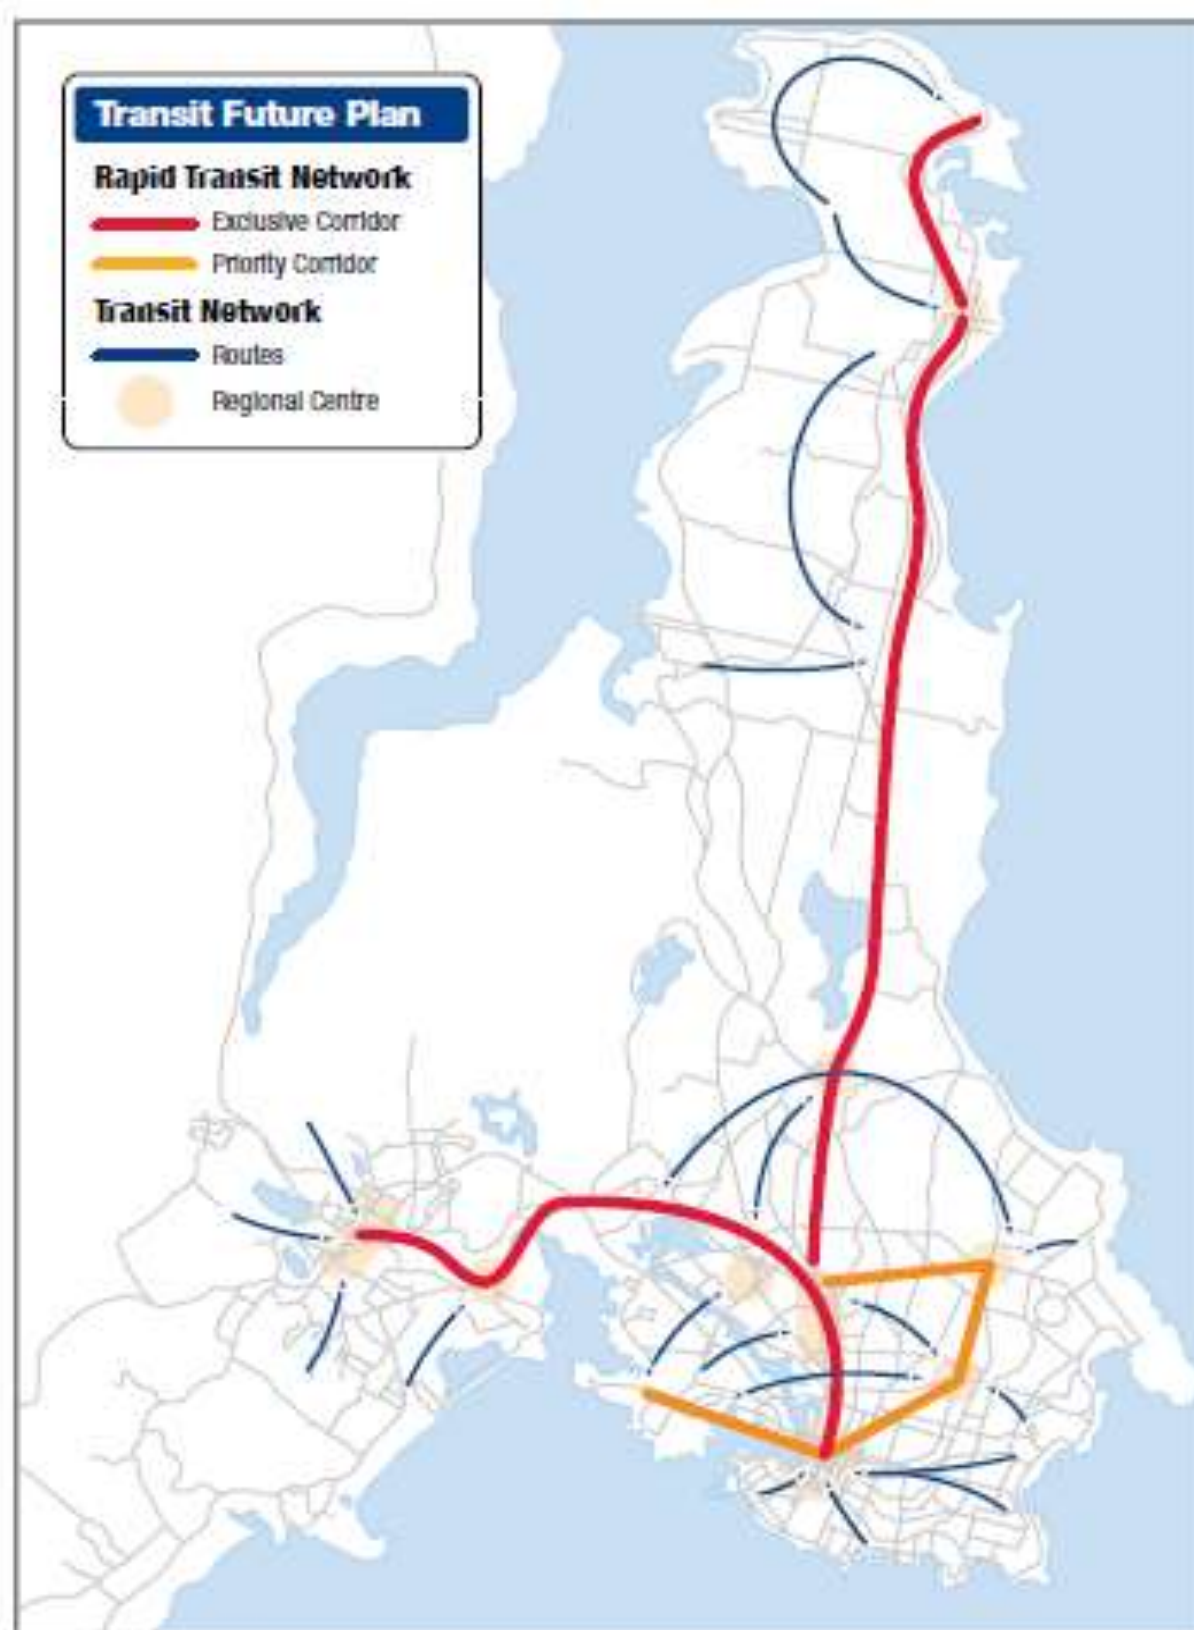 Transit Future Plan
Rapid Transit Network
Exclusive Corridor
Priority Corridor
Transit Network
Routes
Regional Centre